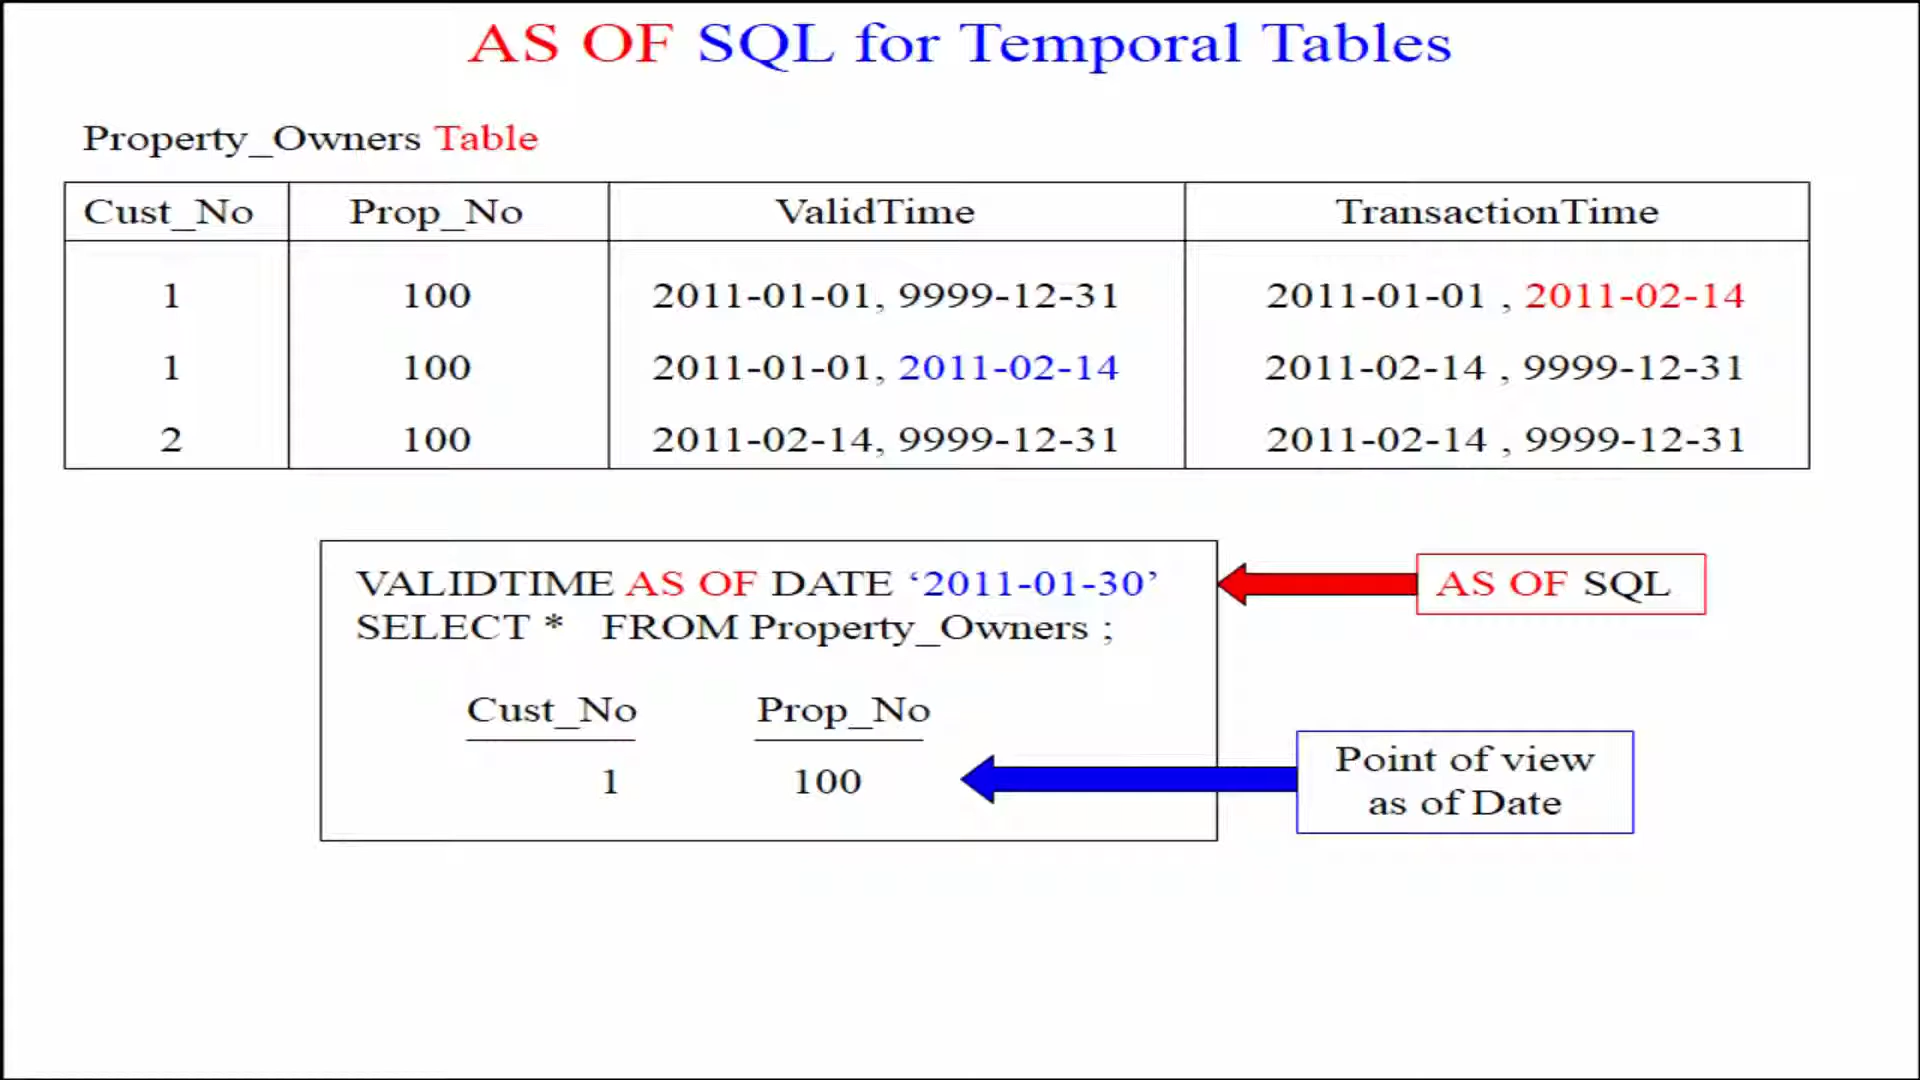 AS OF SQL for Temporal Tables
Property_Owners Table
Cust_No Prop_No ValidTime TransactionTime
1 100 2011-01-01, 9999-12-31 2011-01-01 , 2011-02-14
1 100 2011-01-01, 2011-02-14 2011-02-14 , 9999-12-31
2 100 2011-02-14, 9999-12-31 2011-02-14 , 9999-12-31
VALIDTIME AS OF DATE ‘2011-01-30’
SELECT * FROM Property_Owners ;
AS OF SQL
Cust_No Prop_No
1 100
Point of view
as of Date